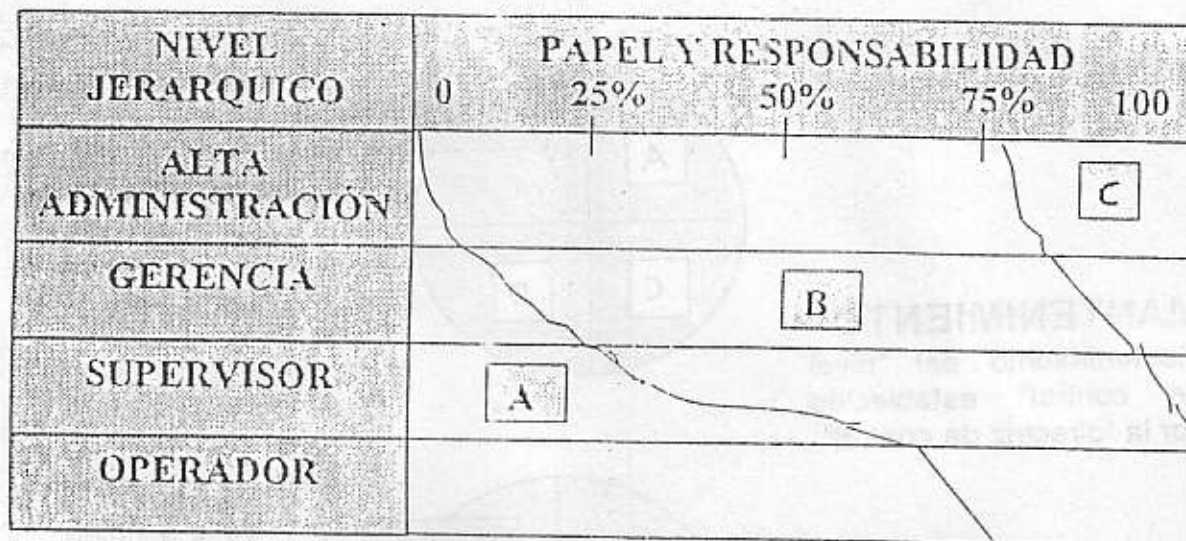 NIVEL
JERARQUICO
PAPEL Y RESPONSABILIDAD
0 25% 50% 75% 100
ALTA
ADMINISTRACIÓN
C
GERENCIA
B
SUPERVISOR
A
OPERADOR